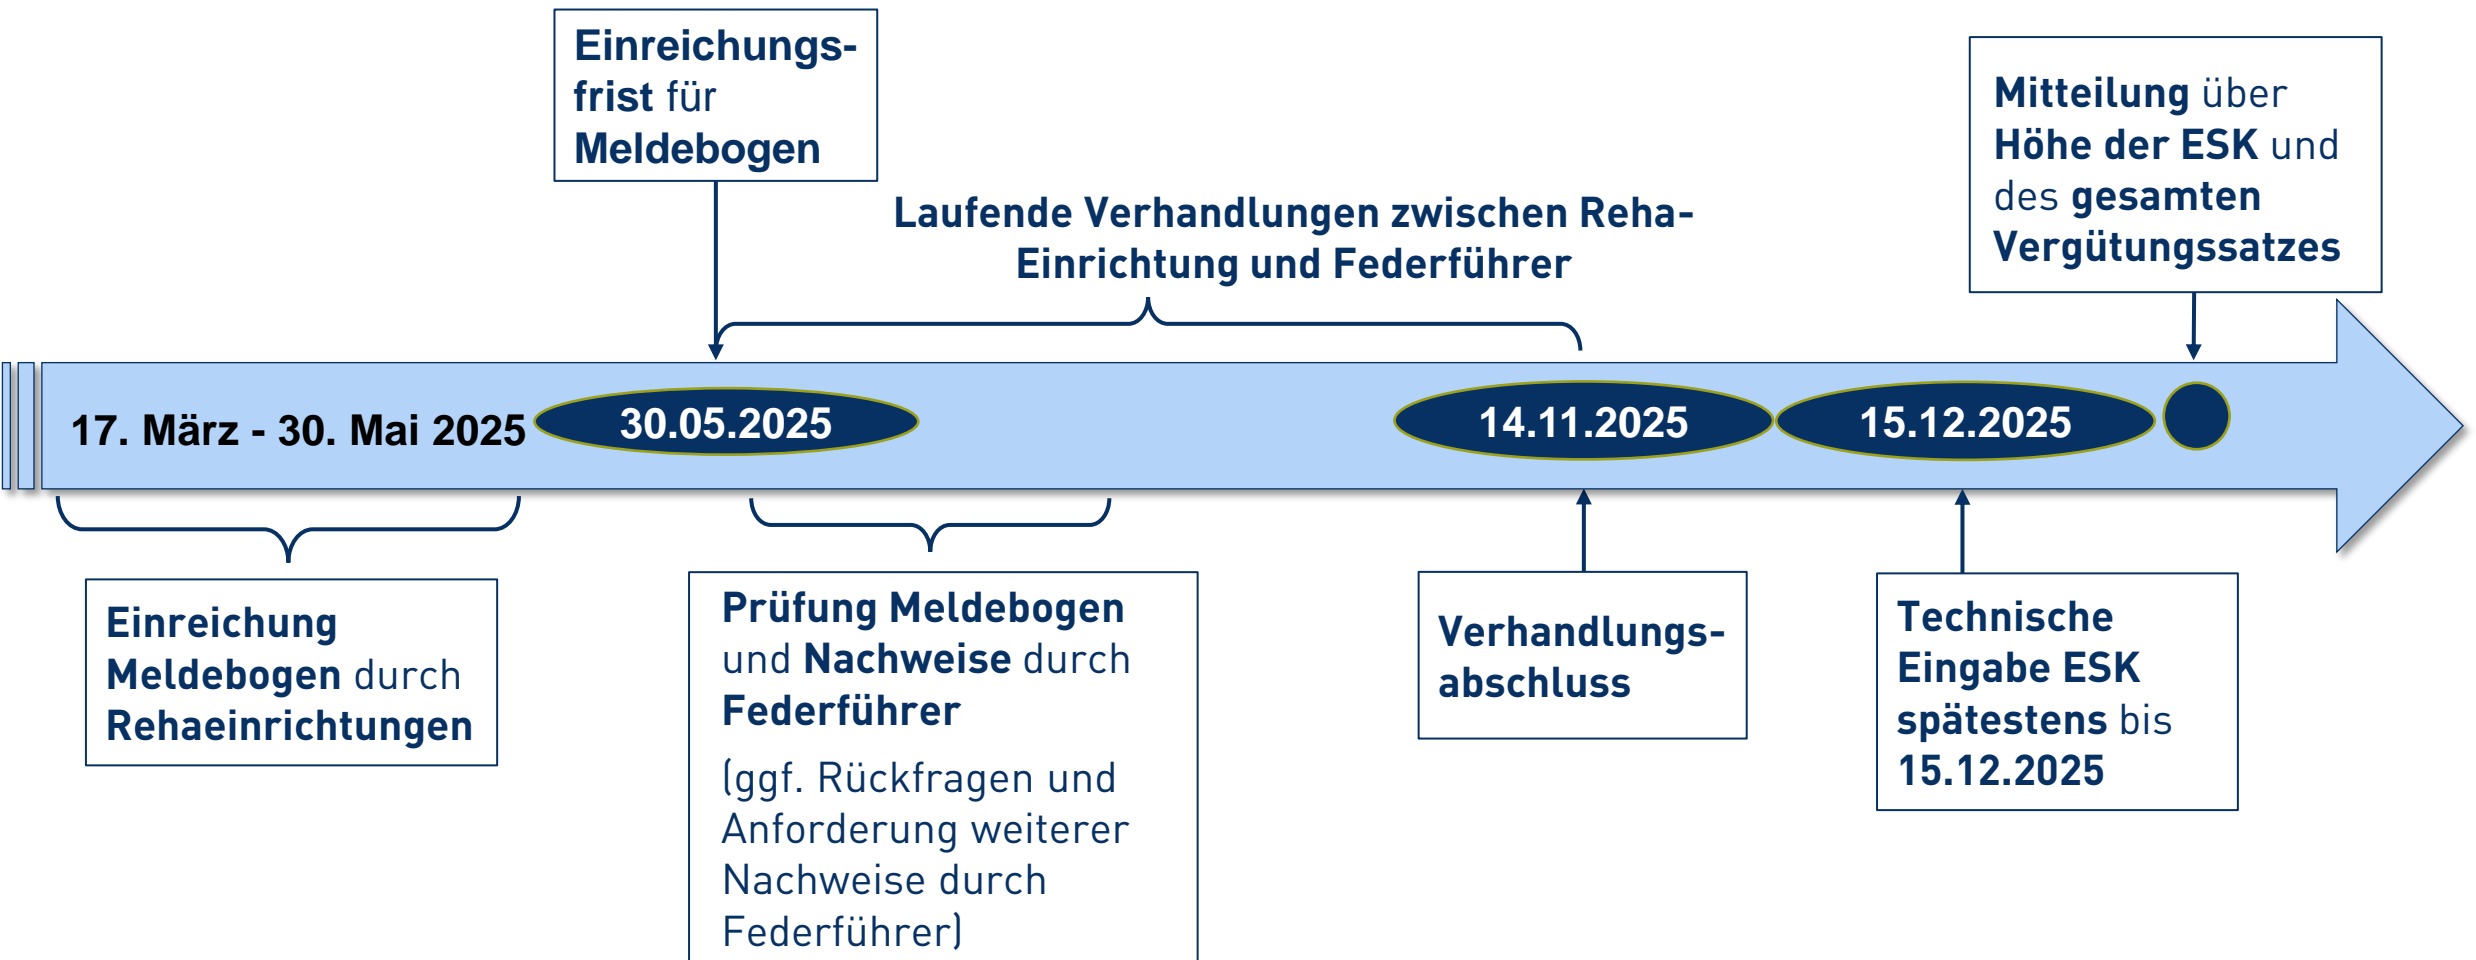 Einreichungs-
frist für
Meldebogen
Mitteilung über
Höhe der ESK und
des gesamten
Vergütungssatzes
Laufende Verhandlungen zwischen Reha-
Einrichtung und Federführer
17. März - 30. Mai 2025
30.05.2025
14.11.2025
15.12.2025
Einreichung
Meldebogen durch
Rehaeinrichtungen
Prüfung Meldebogen
und Nachweise durch
Federführer
(ggf. Rückfragen und
Anforderung weiterer
Nachweise durch
Federführer)
Verhandlungs-
abschluss
Technische
Eingabe ESK
spätestens bis
15.12.2025